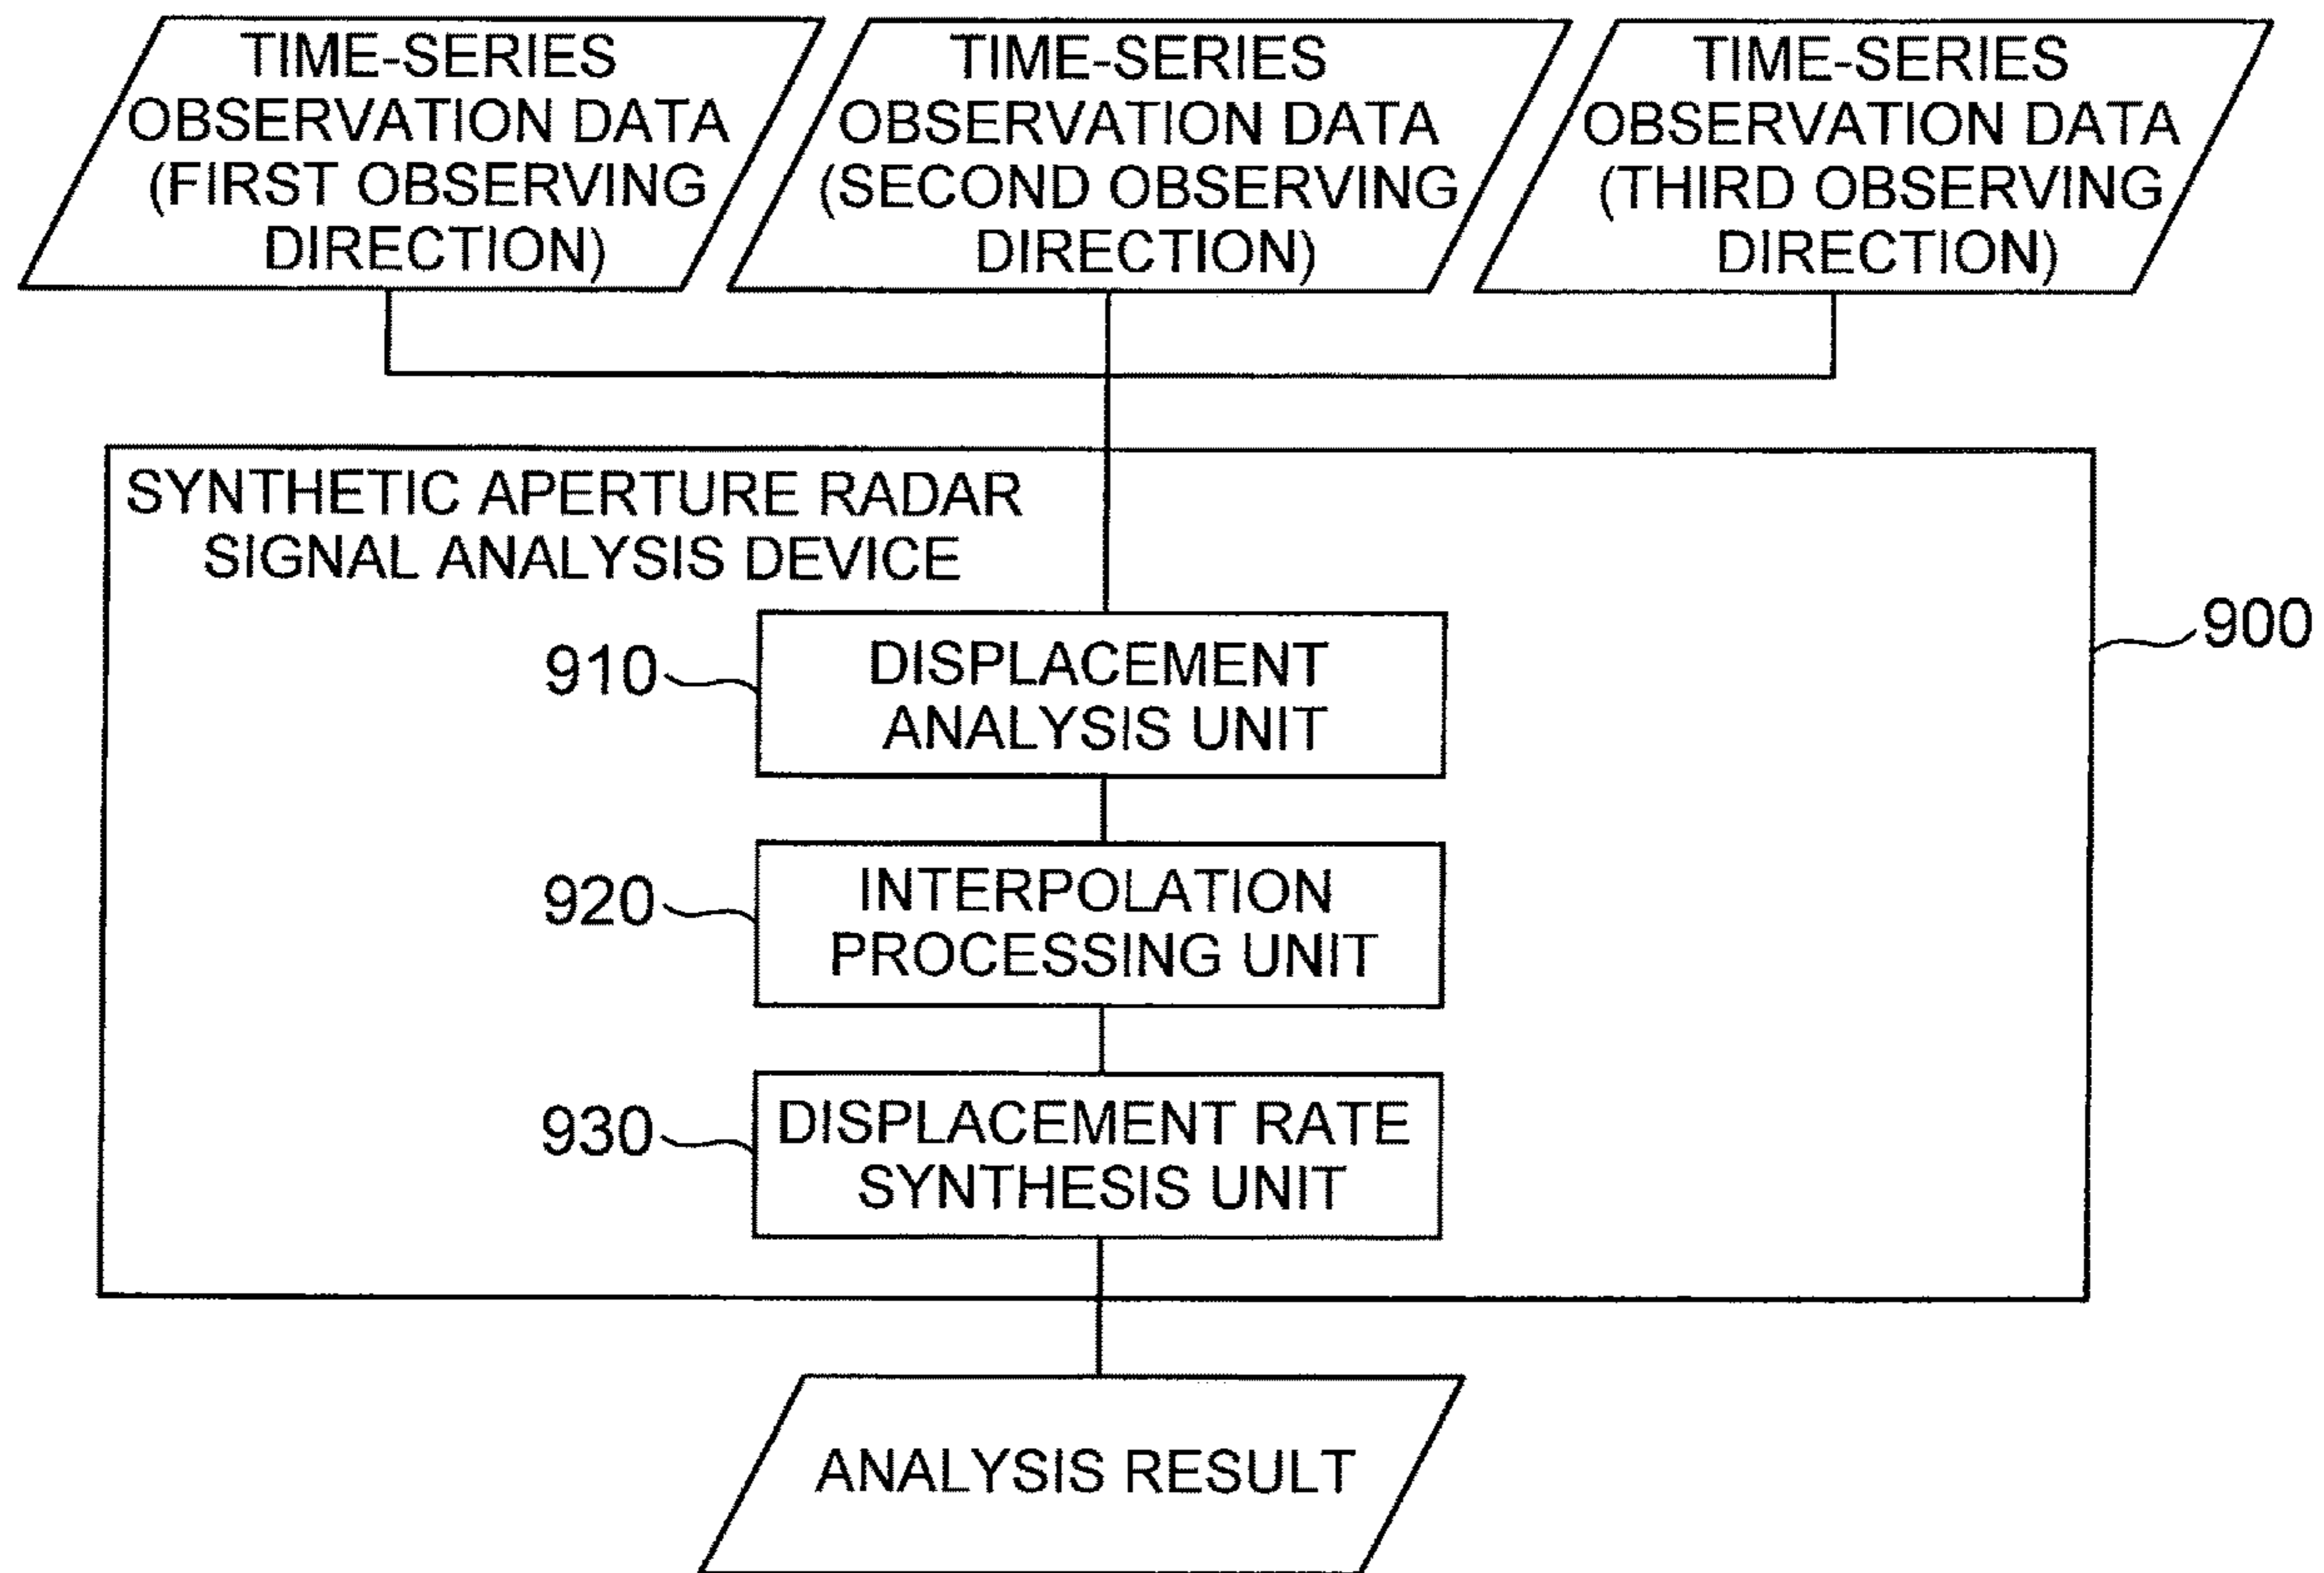 TIME-SERIES
OBSERVATION DATA
(FIRST OBSERVING
DIRECTION)
TIME-SERIES
OBSERVATION DATA
(SECOND OBSERVING
DIRECTION)
TIME-SERIES
OBSERVATION DATA
(THIRD OBSERVING
DIRECTION)
SYNTHETIC APERTURE RADAR
SIGNAL ANALYSIS DEVICE
900
910
DISPLACEMENT
ANALYSIS UNIT
920
INTERPOLATION
PROCESSING UNIT
930
DISPLACEMENT RATE
SYNTHESIS UNIT
ANALYSIS RESULT